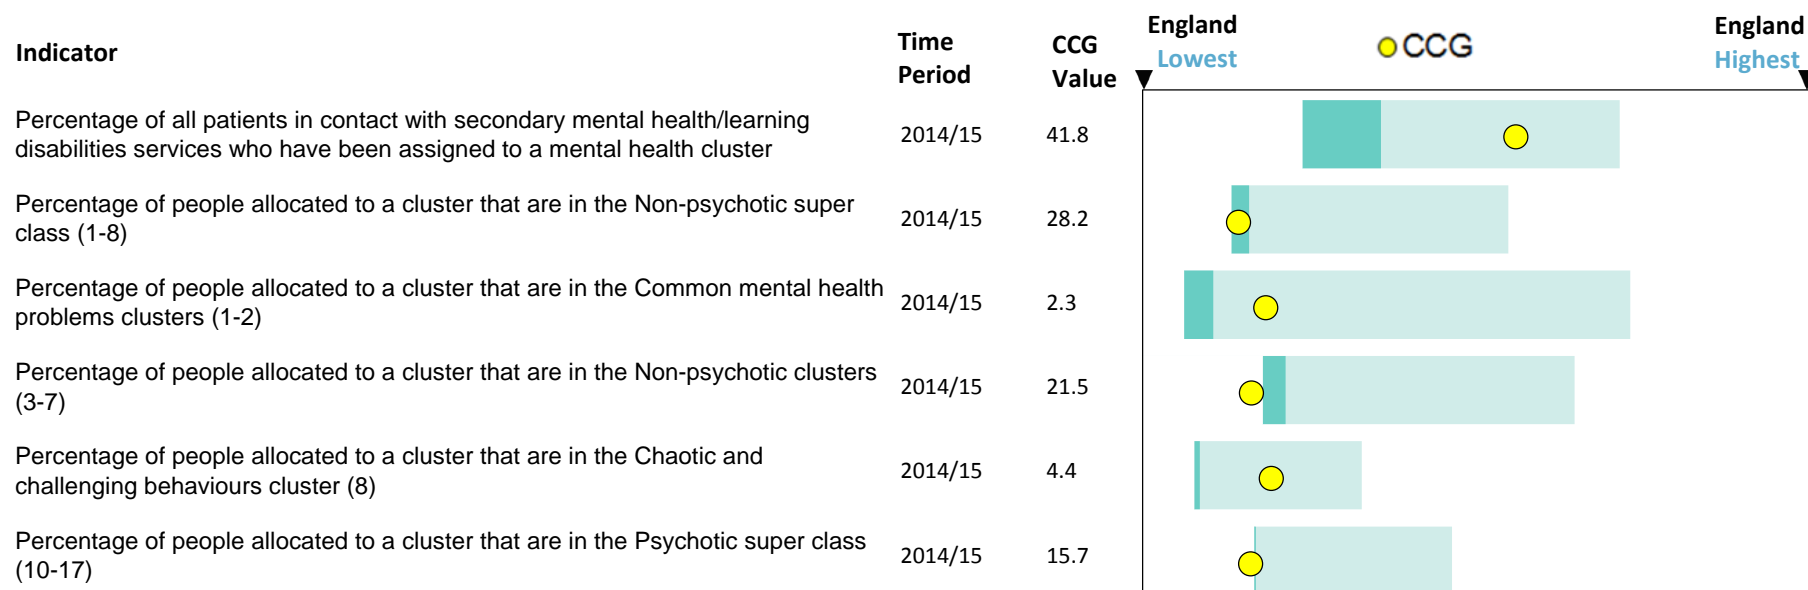 Indicator
Time
Period
CCG
Value
England
Lowest
CCG
England
Highest
Percentage of all patients in contact with secondary mental health/learning
disabilities services who have been assigned to a mental health cluster
2014/15
41.8
Percentage of people allocated to a cluster that are in the Non-psychotic super
class (1-8)
2014/15
28.2
Percentage of people allocated to a cluster that are in the Common mental health
problems clusters (1-2)
2014/15
2.3
Percentage of people allocated to a cluster that are in the Non-psychotic clusters
(3-7)
2014/15
21.5
Percentage of people allocated to a cluster that are in the Chaotic and
challenging behaviours cluster (8)
2014/15
4.4
Percentage of people allocated to a cluster that are in the Psychotic super class
(10-17)
2014/15
15.7